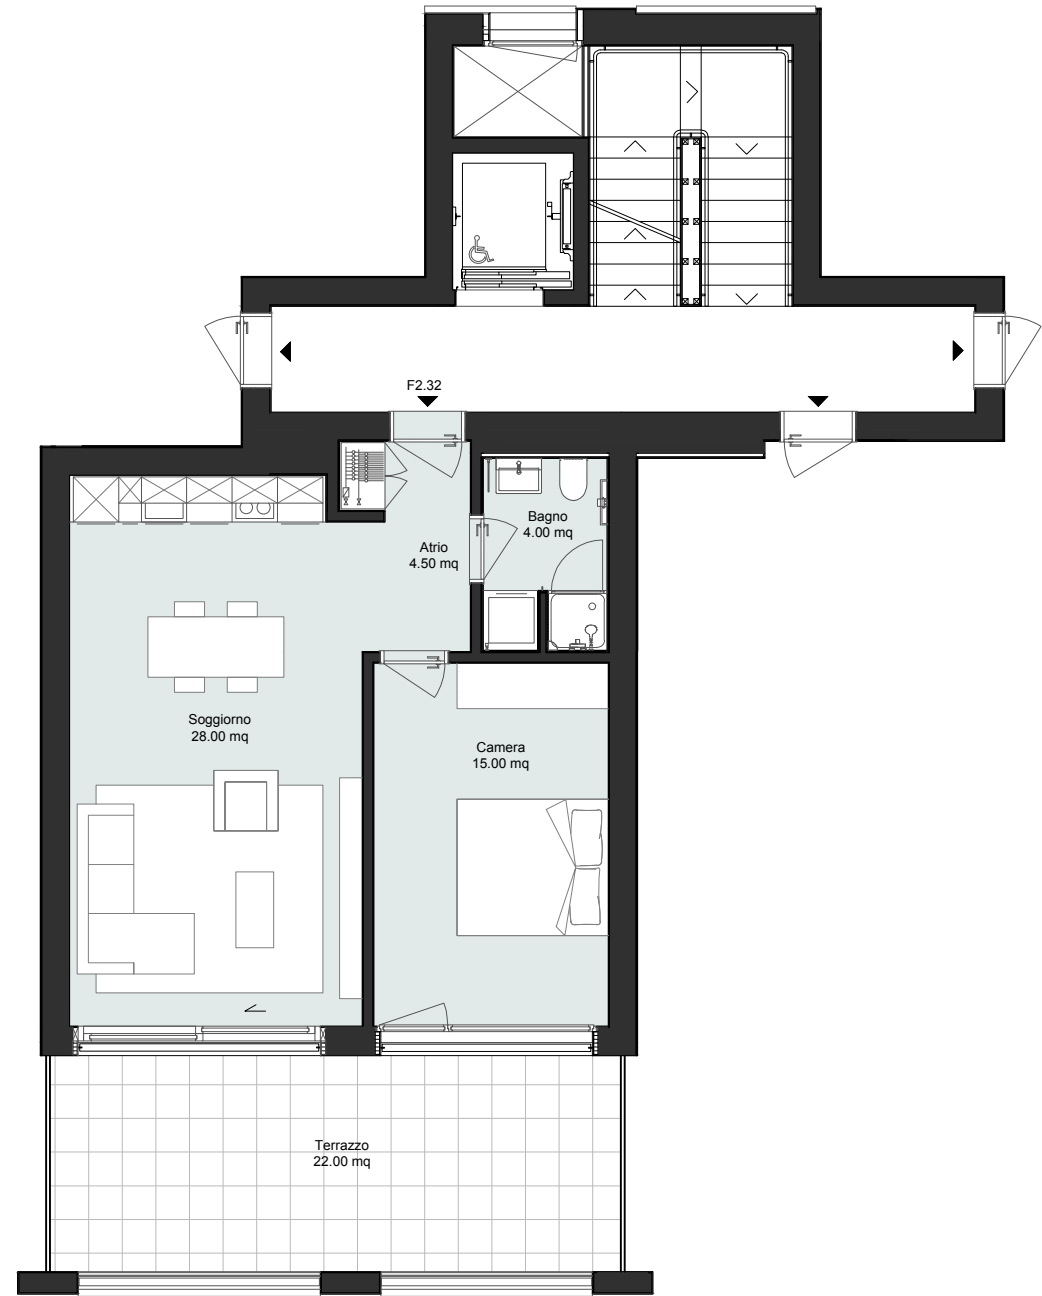 F2.32
Bagno
4.00 mq
Atrio
4.50 mq
Soggiorno
28.00 mq
Camera
15.00 mq
Terrazzo
22.00 mq